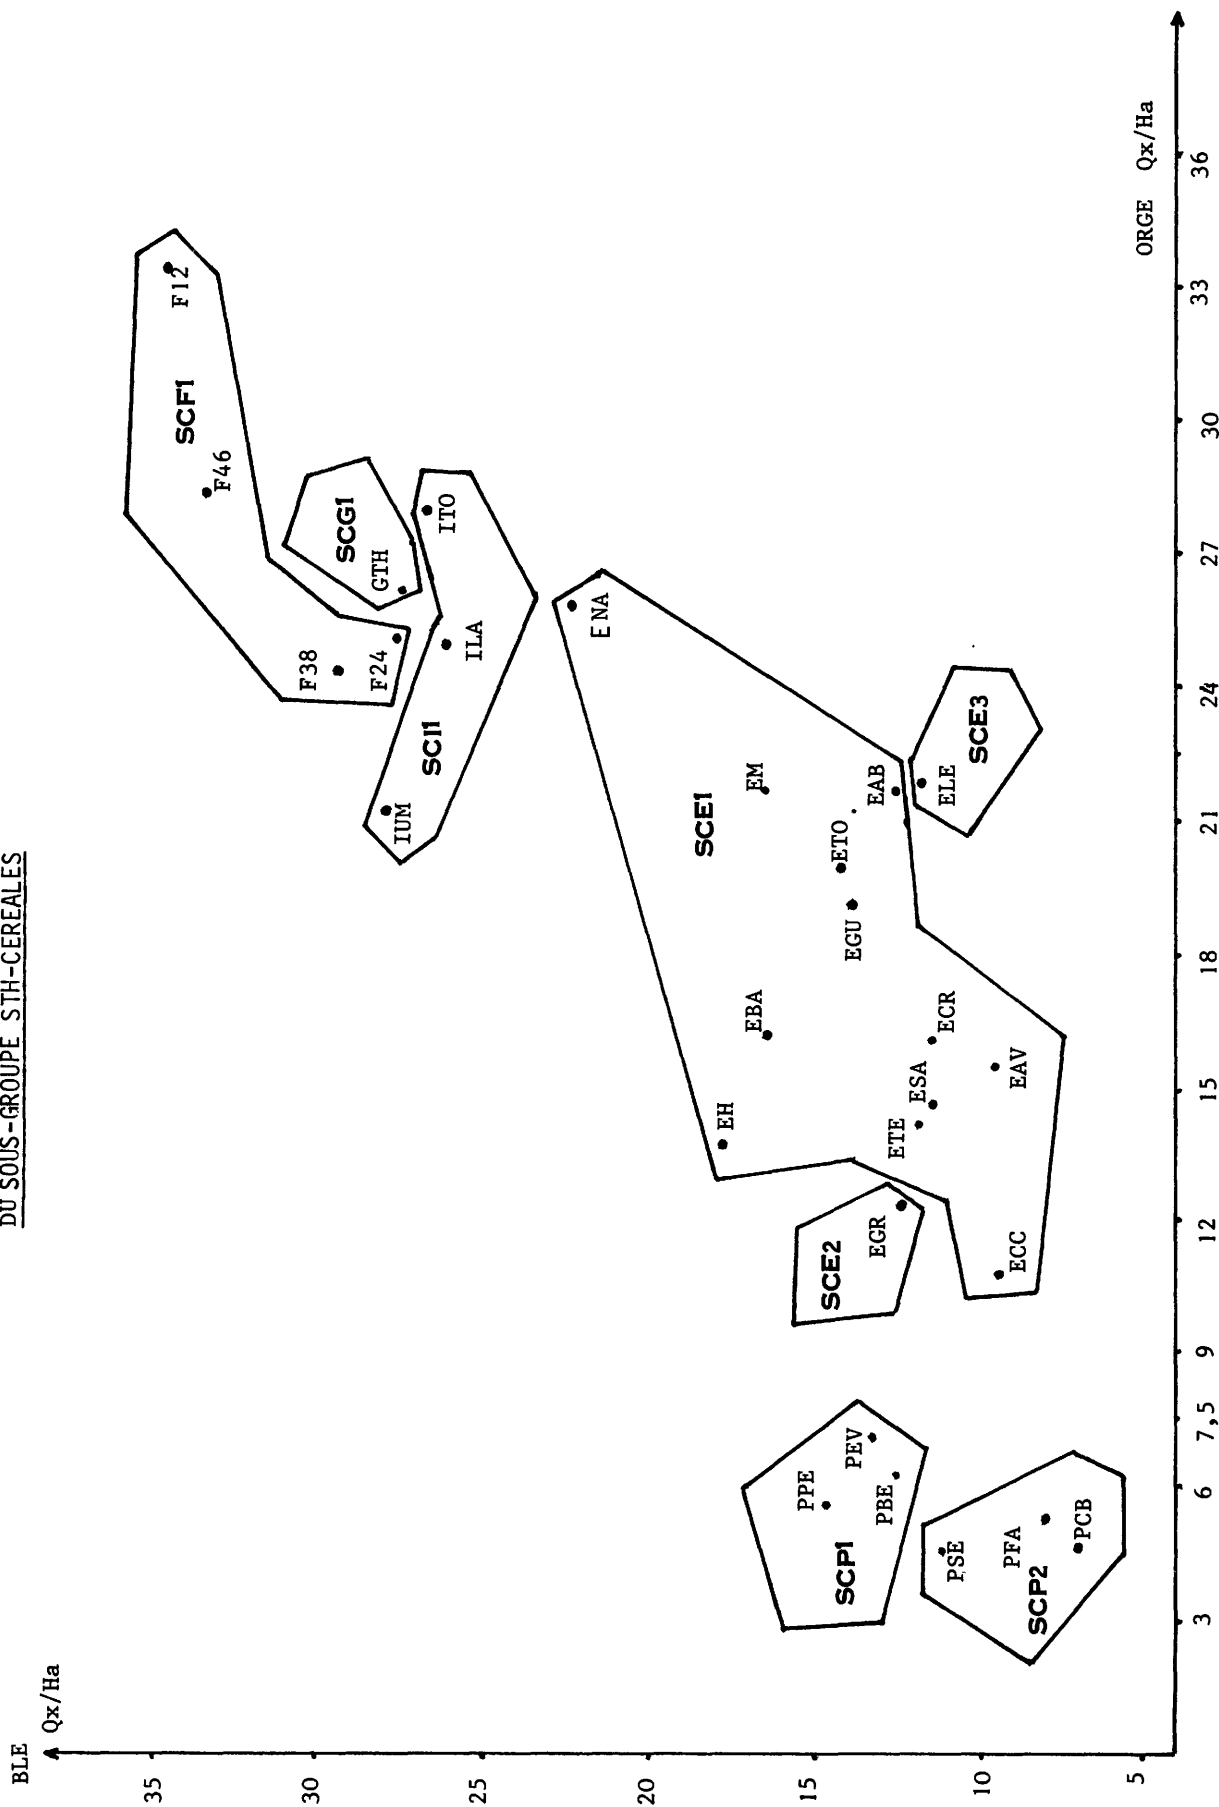 DU SOUS-GROUPE STH-CEREALES
BLE
Qx/Ha
35
30
25
20
15
10
5
SCF1
F12
F46
F38
F24
SCG1
GTH
SCI1
ITO
ILA
IUM
SCE1
ENA
EM
EAB
ETO
EGU
EBA
EH
ECR
ESA
ETE
EAV
ECC
SCE3
ELE
SCE2
EGR
SCP1
PPE
PEV
PBE
SCP2
PSE
PFA
PCB
ORGE Qx/Ha
3
6
7,5
9
12
15
18
21
24
27
30
33
36